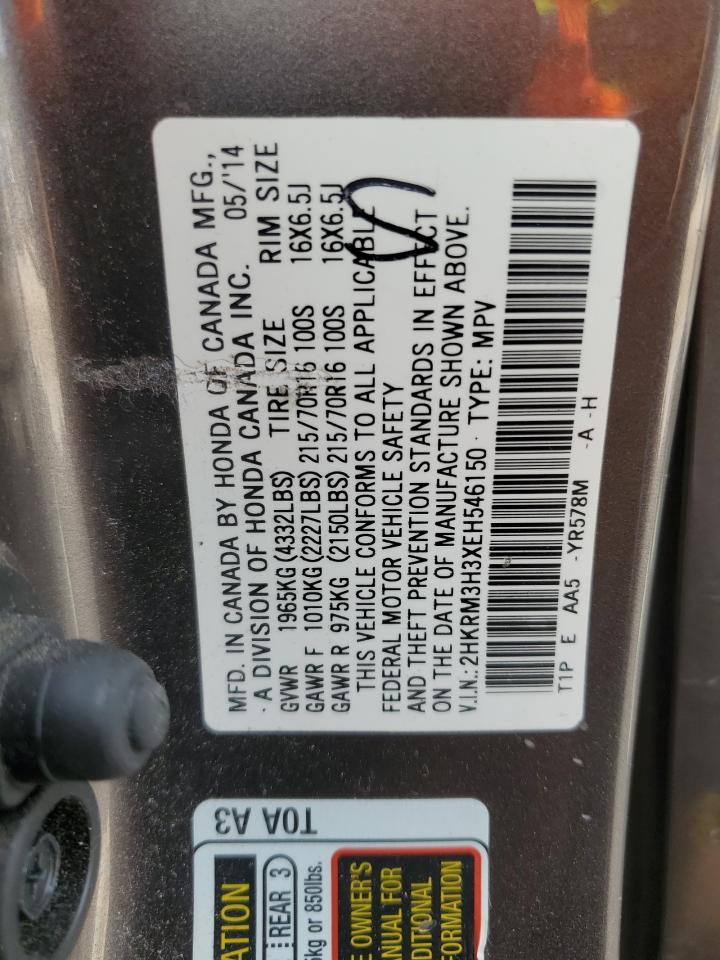 MFD. IN CANADA BY HONDA OF CANADA MFG.,
A DIVISION OF HONDA CANADA INC. 05/'14
GVWR 1965KG (4332LBS) TIRE SIZE RIM SIZE
GAWR F 1010KG (2227LBS) 215/70R16 100S 16X6.5J
GAWR R 975KG (2150LBS) 215/70R16 100S 16X6.5J
THIS VEHICLE CONFORMS TO ALL APPLICABLE
FEDERAL MOTOR VEHICLE SAFETY
AND THEFT PREVENTION STANDARDS IN EFFECT
ON THE DATE OF MANUFACTURE SHOWN ABOVE.
V.I.N.: 2HKRM3H3XEH546150 TYPE: MPV
T1P E AA5 -YR578M -A -H
T0A A3
REAR 3
or 850lbs.
OWNER'S
FOR